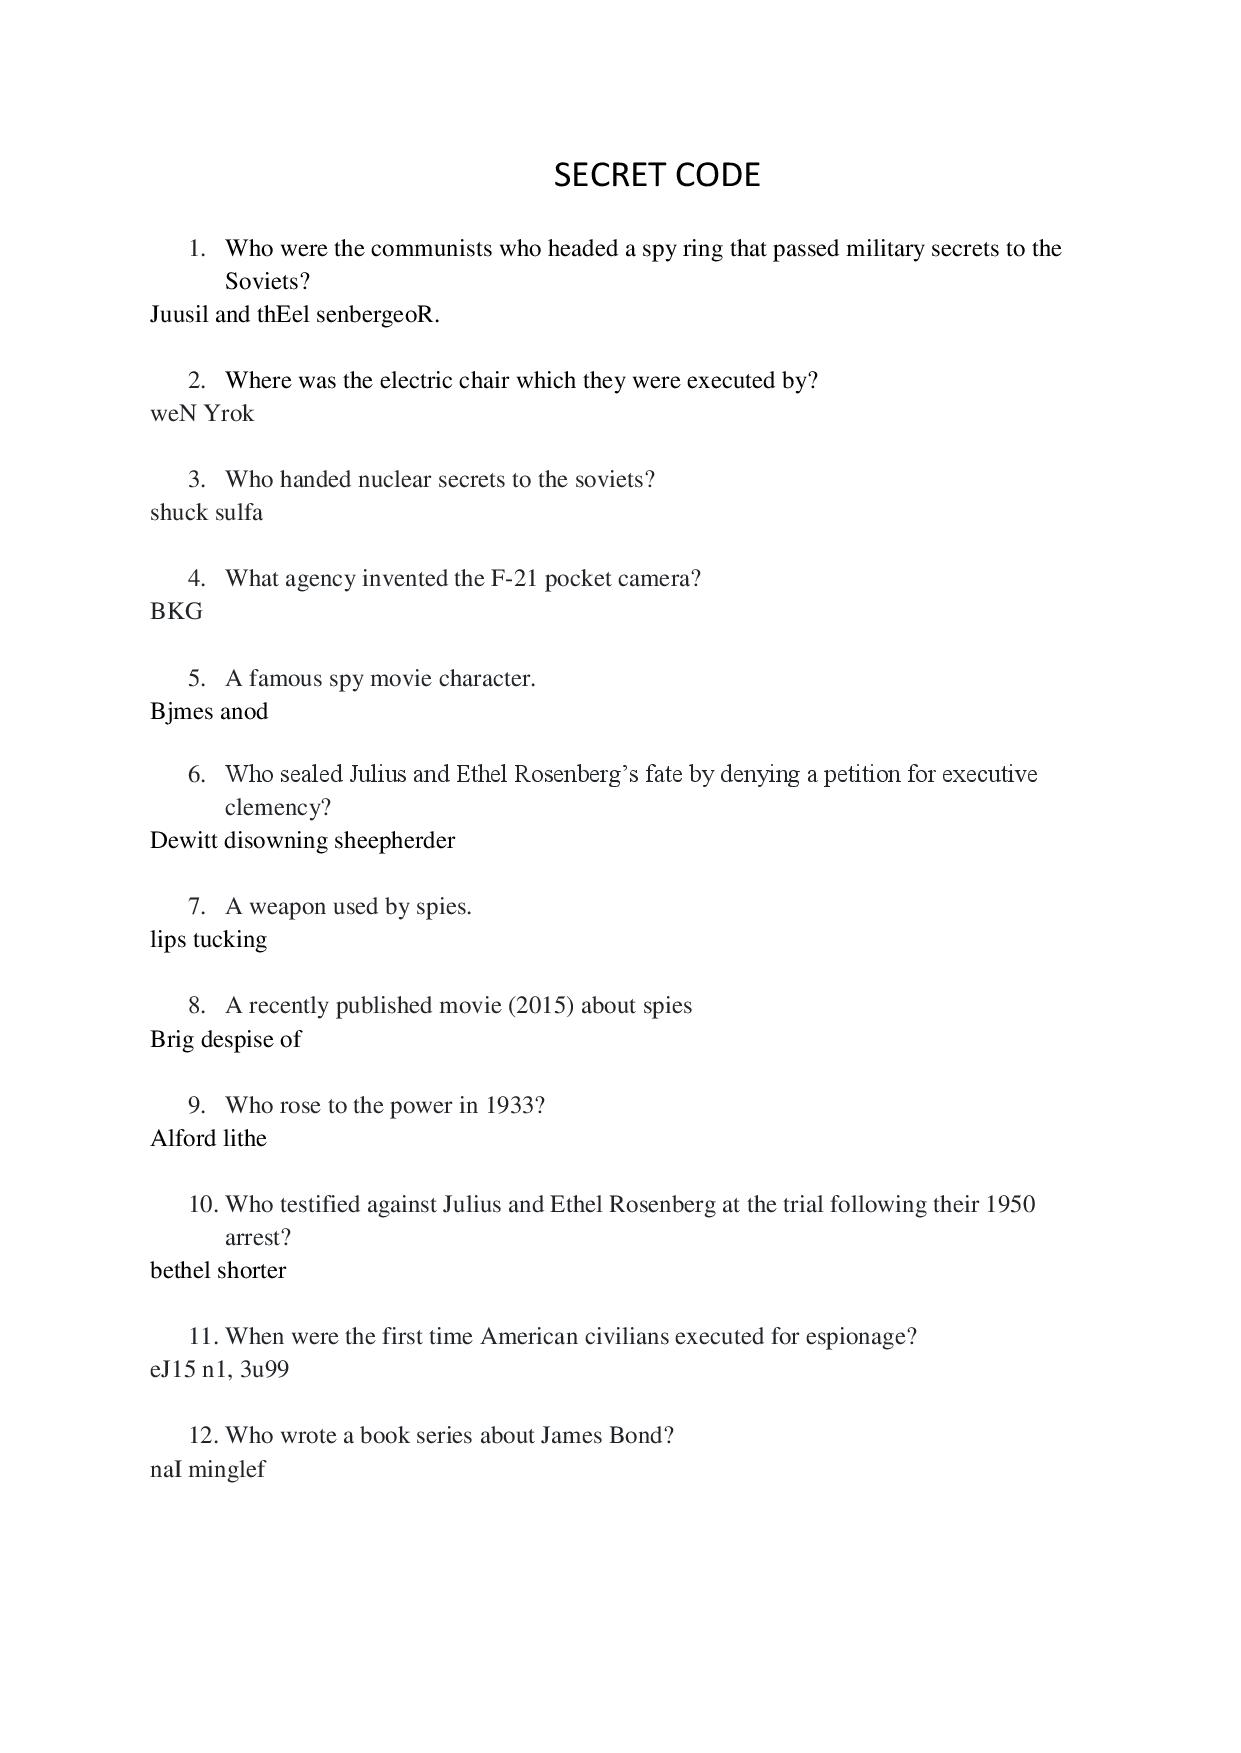 SECRET CODE
1. Who were the communists who headed a spy ring that passed military secrets to the
Soviets?
Juusil and thEel senbergeoR.
2. Where was the electric chair which they were executed by?
weN Yrok
3. Who handed nuclear secrets to the soviets?
shuck sulfa
4. What agency invented the F-21 pocket camera?
BKG
5. A famous spy movie character.
Bjmes anod
6. Who sealed Julius and Ethel Rosenberg’s fate by denying a petition for executive
clemency?
Dewitt disowning sheepherder
7. A weapon used by spies.
lips tucking
8. A recently published movie (2015) about spies
Brig despise of
9. Who rose to the power in 1933?
Alford lithe
10. Who testified against Julius and Ethel Rosenberg at the trial following their 1950
arrest?
bethel shorter
11. When were the first time American civilians executed for espionage?
eJ15 n1, 3u99
12. Who wrote a book series about James Bond?
naI minglef